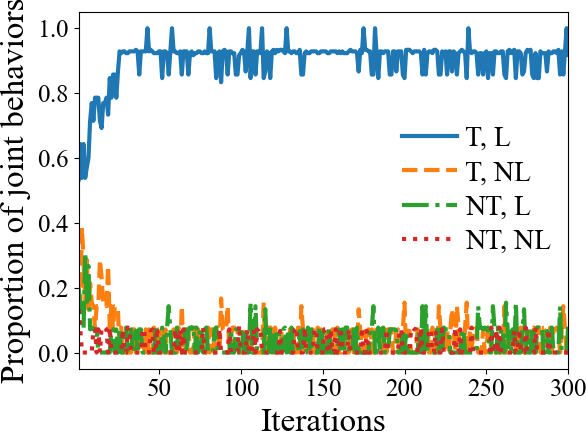 Proportion of joint behaviors
1.0
0.8
0.6
0.4
0.2
0.0
T, L
T, NL
NT, L
NT, NL
50 100 150 200 250 300
Iterations